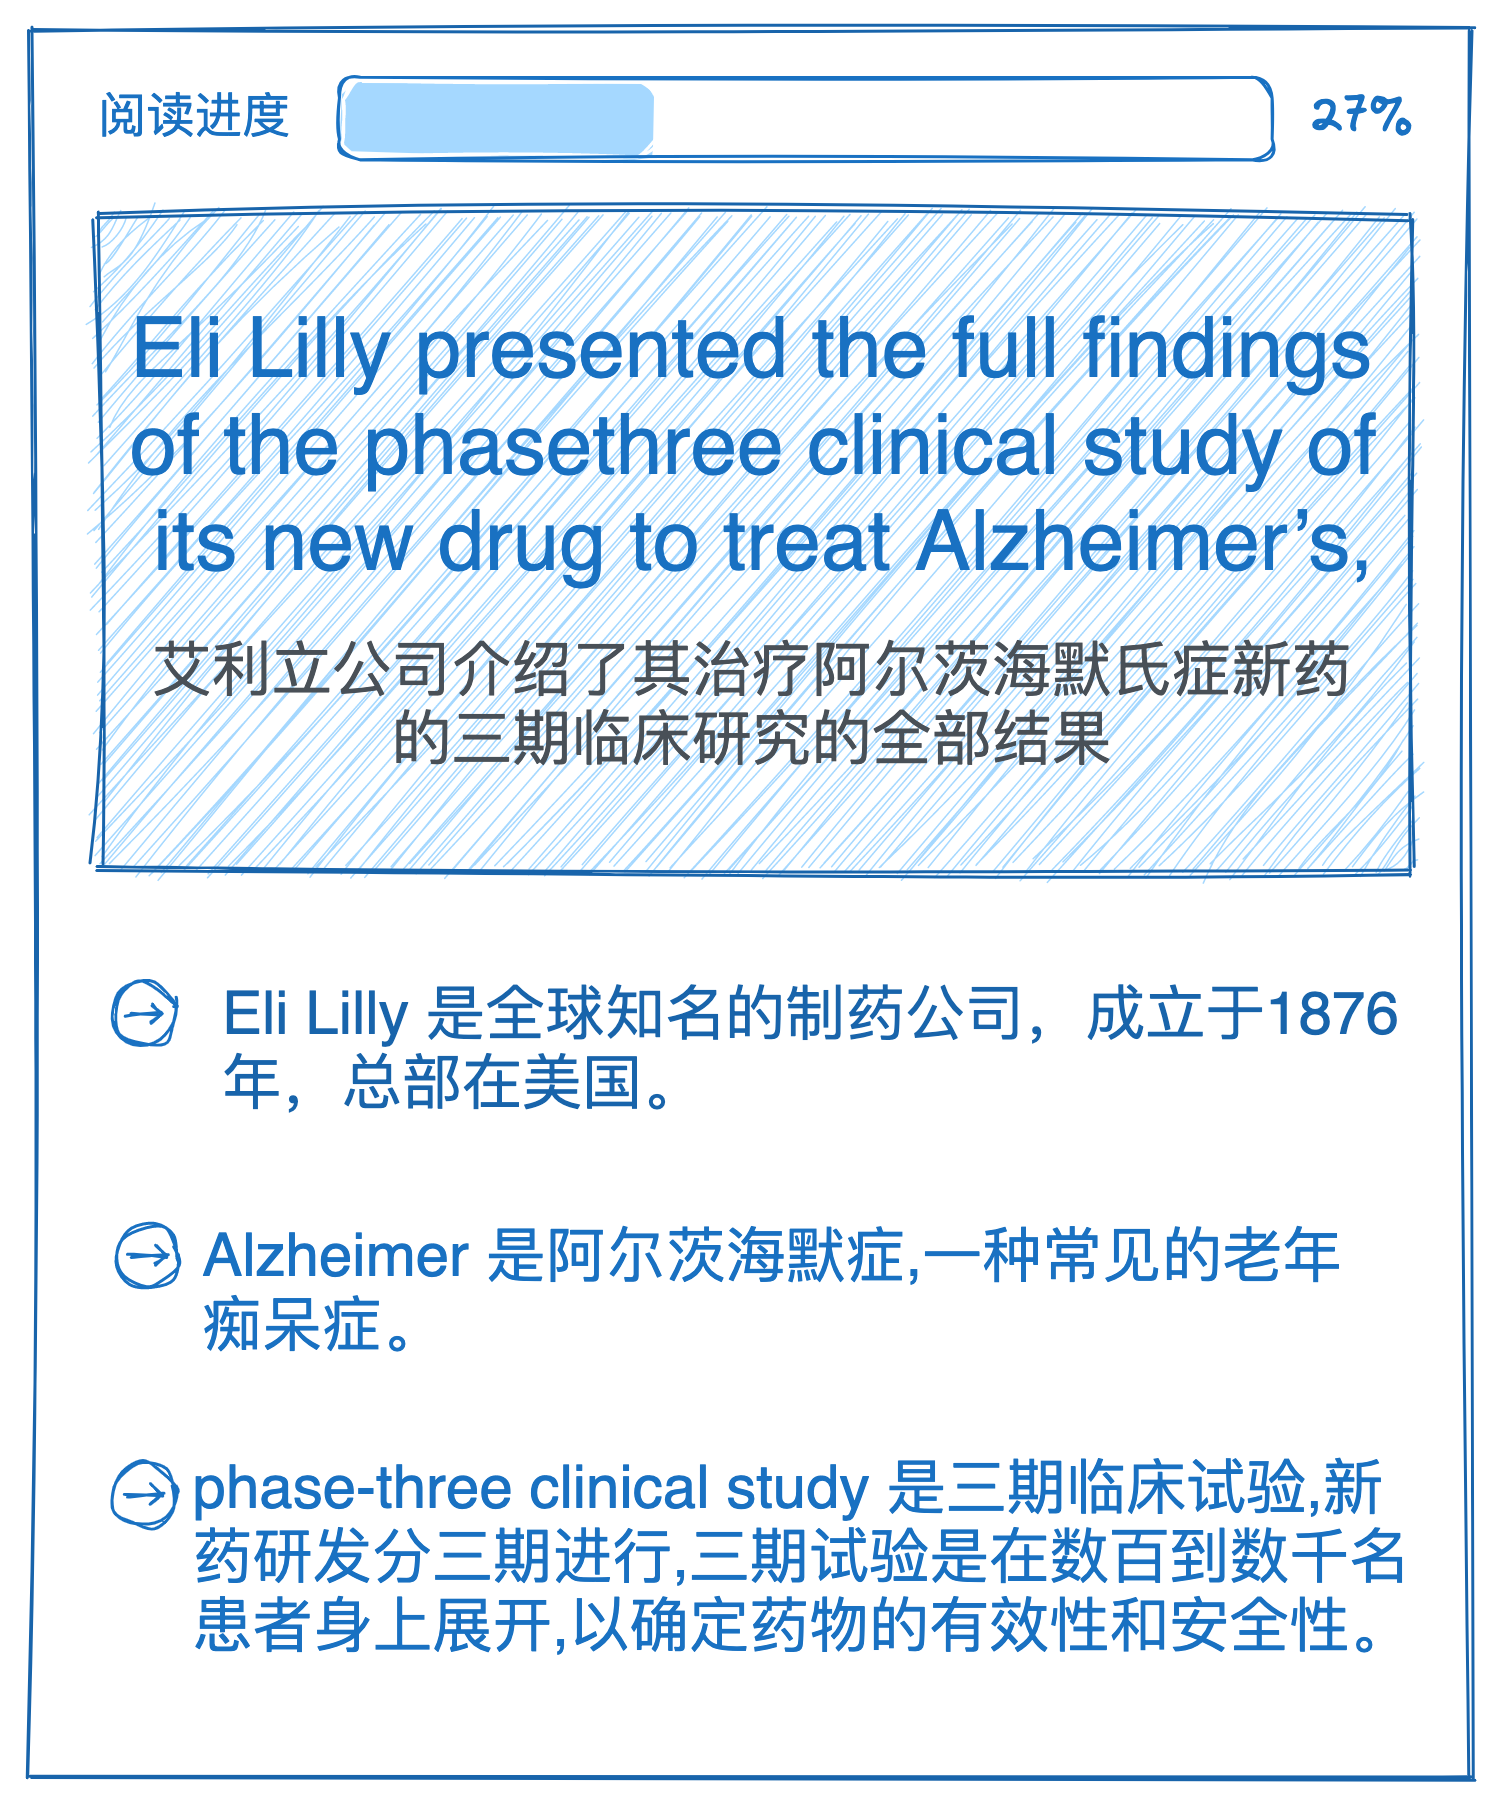 阅读进度
27%
Eli Lilly presented the full findings
of the phasethree clinical study of
its new drug to treat Alzheimer’s,
艾利立公司介绍了其治疗阿尔茨海默氏症新药
的三期临床研究的全部结果
Eli Lilly 是全球知名的制药公司，成立于1876
年，总部在美国。
Alzheimer 是阿尔茨海默症,一种常见的老年
痴呆症。
phase-three clinical study 是三期临床试验,新
药研发分三期进行,三期试验是在数百到数千名
患者身上展开,以确定药物的有效性和安全性。